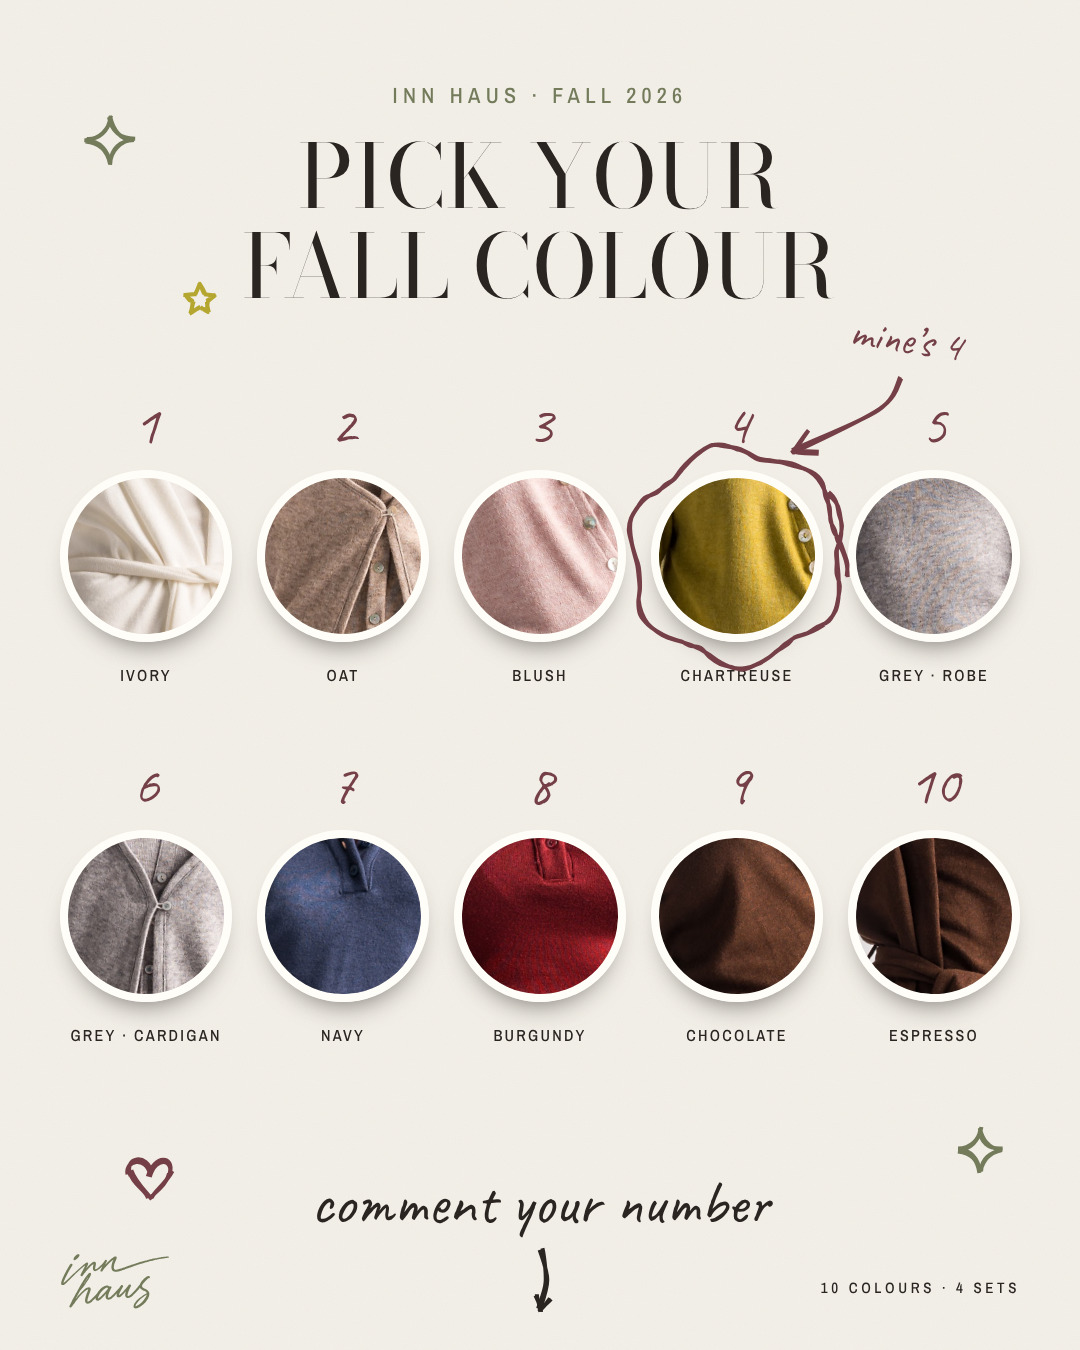 INN HAUS · FALL 2026
PICK YOUR
FALL COLOUR
mine's 4
1 2 3 4 5
IVORY OAT BLUSH CHARTREUSE GREY · ROBE
6 7 8 9 10
GREY · CARDIGAN NAVY BURGUNDY CHOCOLATE ESPRESSO
comment your number
inn
haus
10 COLOURS · 4 SETS